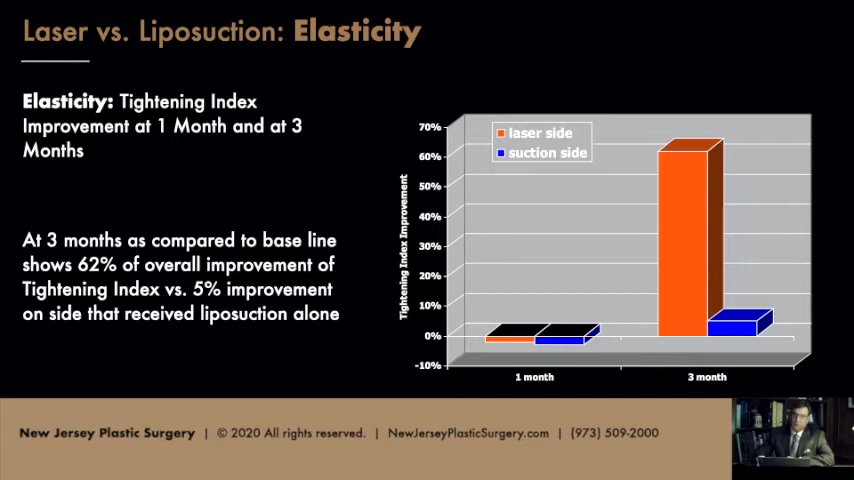 Laser vs. Liposuction: Elasticity
Elasticity: Tightening Index
Improvement at 1 Month and at 3
Months
At 3 months as compared to base line
shows 62% of overall improvement of
Tightening Index vs. 5% improvement
on side that received liposuction alone
Tightening Index Improvement
70%
60%
50%
40%
30%
20%
10%
0%
-10%
laser side
suction side
1 month
3 month
New Jersey Plastic Surgery | © 2020 All rights reserved. | NewJerseyPlasticSurgery.com | (973) 509-2000